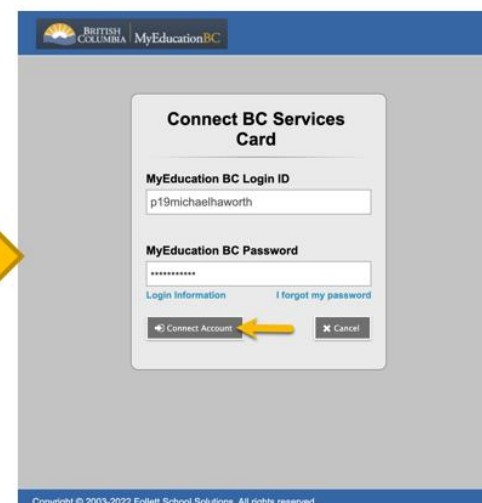 BRITISH
COLUMBIA MyEducationBC
Connect BC Services
Card
MyEducation BC Login ID
p19michaelhaworth
MyEducation BC Password
•••••••••••
Login Information I forgot my password
Connect Account Cancel
Copyright © 2003-2022 Follett School Solutions. All rights reserved.